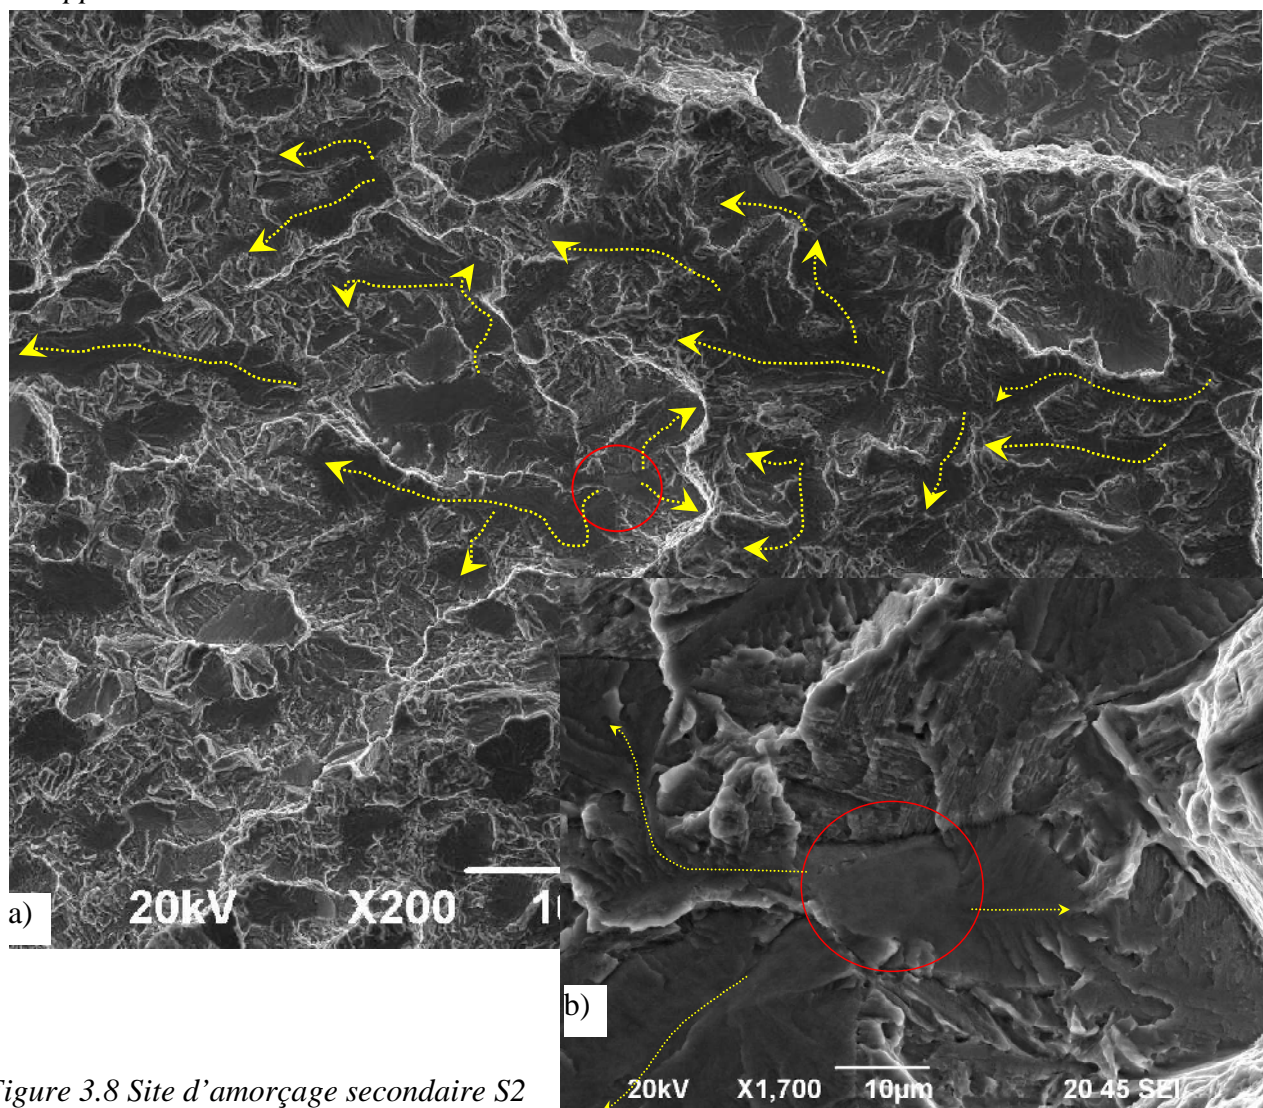 a)
20kV X200
b)
20kV X1,700 10µm 20 45 SEI
Figure 3.8 Site d'amorçage secondaire S2